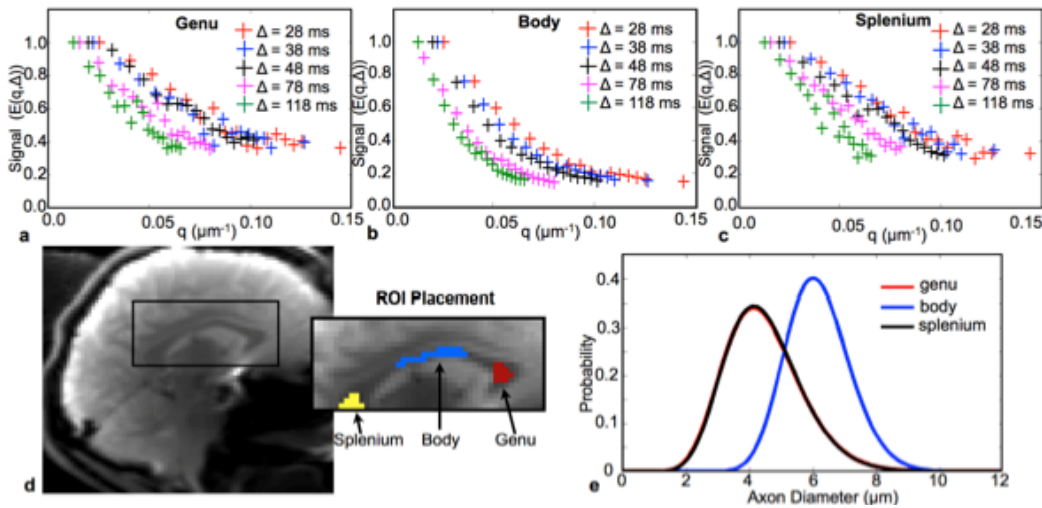 Genu
Δ = 28 ms
Δ = 38 ms
Δ = 48 ms
Δ = 78 ms
Δ = 118 ms
1.0
0.8
0.6
0.4
0.2
0.0
Signal (E(q,Δ))
0.0
0.05
0.10
0.15
q (µm⁻¹)
a
Body
Δ = 28 ms
Δ = 38 ms
Δ = 48 ms
Δ = 78 ms
Δ = 118 ms
1.0
0.8
0.6
0.4
0.2
0.0
Signal (E(q,Δ))
0.0
0.05
0.10
0.15
q (µm⁻¹)
b
Splenium
Δ = 28 ms
Δ = 38 ms
Δ = 48 ms
Δ = 78 ms
Δ = 118 ms
1.0
0.8
0.6
0.4
0.2
0.0
Signal (E(q,Δ))
0.0
0.05
0.10
0.15
q (µm⁻¹)
c
ROI Placement
Splenium
Body
Genu
d
genu
body
splenium
0.4
0.3
0.2
0.1
0
Probability
0
2
4
6
8
10
12
Axon Diameter (µm)
e